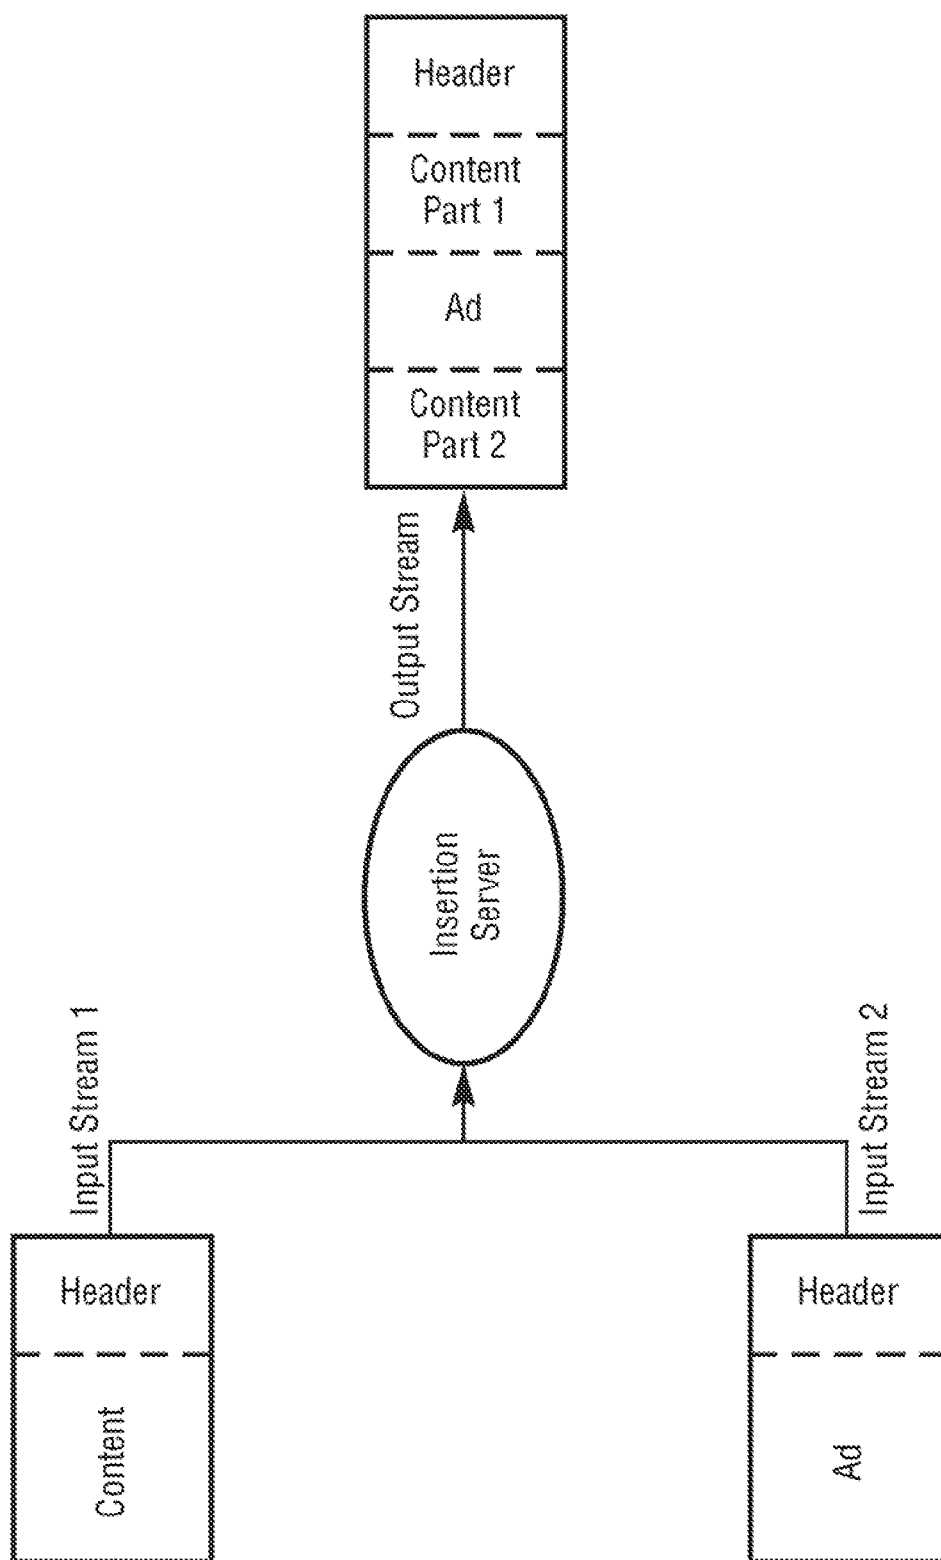 Header
Content
Part 1
Ad
Content
Part 2
Output Stream
Insertion
Server
Input Stream 1
Input Stream 2
Header
Content
Header
Ad